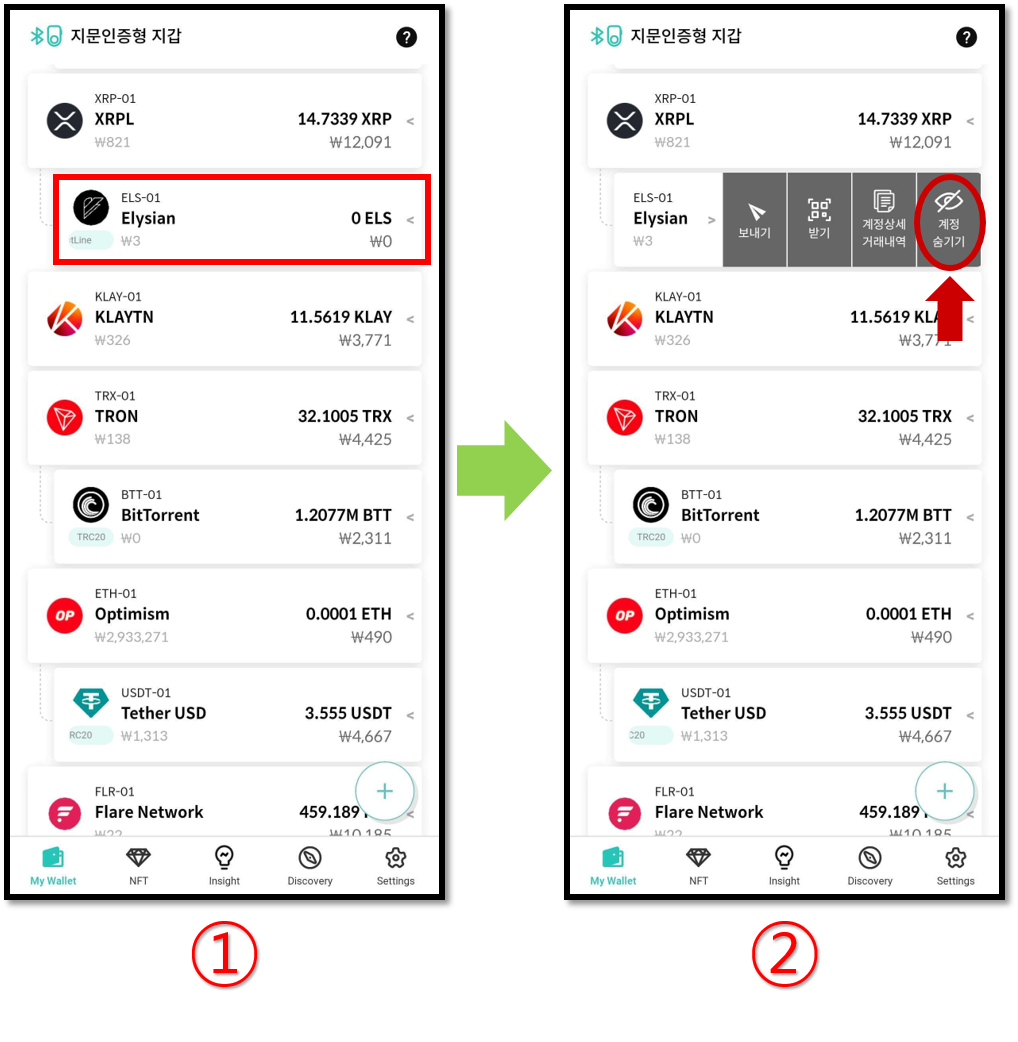 지문인증형 지갑
?
XRP-01
XRPL
14.7339 XRP
₩821
₩12,091
ELS-01
Elysian
0 ELS
tLine
₩3
₩0
KLAY-01
KLAYTN
11.5619 KLAY
₩326
₩3,771
TRX-01
TRON
32.1005 TRX
₩138
₩4,425
BTT-01
BitTorrent
1.2077M BTT
TRC20
₩0
₩2,311
ETH-01
OP
Optimism
0.0001 ETH
₩2,933,271
₩490
USDT-01
Tether USD
3.555 USDT
RC20
₩1,313
₩4,667
FLR-01
Flare Network
459.189
₩22
₩10,185
+
My Wallet
NFT
Insight
Discovery
Settings
①
지문인증형 지갑
?
XRP-01
XRPL
14.7339 XRP
₩821
₩12,091
ELS-01
Elysian
₩3
보내기
받기
계정상세
거래내역
계정
숨기기
KLAY-01
KLAYTN
11.5619 KLA
₩326
₩3,771
TRX-01
TRON
32.1005 TRX
₩138
₩4,425
BTT-01
BitTorrent
1.2077M BTT
TRC20
₩0
₩2,311
ETH-01
OP
Optimism
0.0001 ETH
₩2,933,271
₩490
USDT-01
Tether USD
3.555 USDT
C20
₩1,313
₩4,667
FLR-01
Flare Network
459.189
₩22
₩10,185
+
My Wallet
NFT
Insight
Discovery
Settings
②